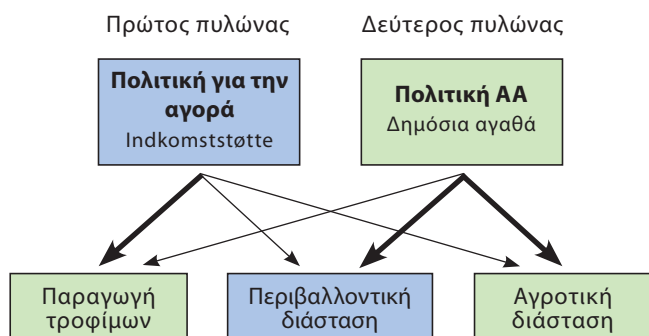 Πρώτος πυλώνας
Δεύτερος πυλώνας
Πολιτική για την
αγορά
Indkomststøtte
Πολιτική ΑΑ
Δημόσια αγαθά
Παραγωγή
τροφίμων
Περιβαλλοντική
διάσταση
Αγροτική
διάσταση